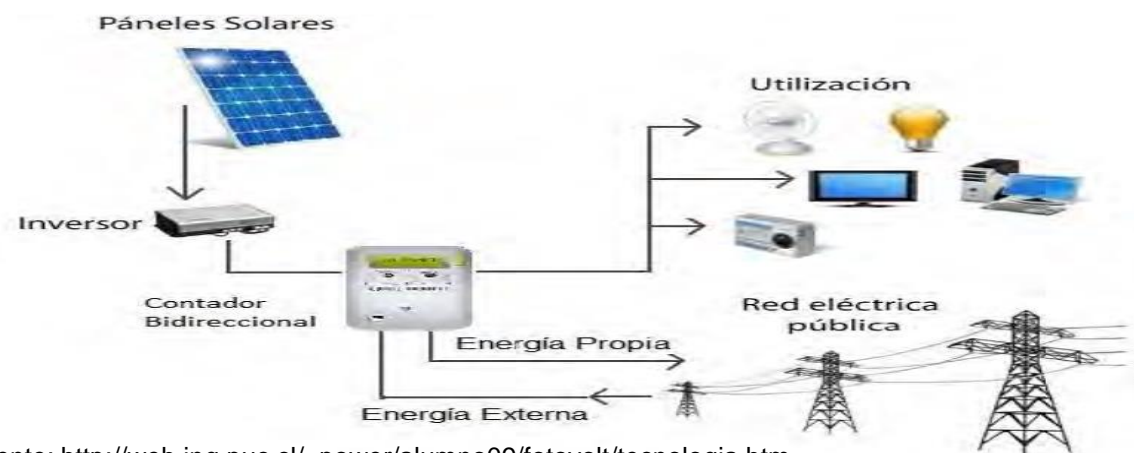 Páneles Solares
Utilización
Inversor
Contador
Bidireccional
Red eléctrica
pública
Energía Propia
Energía Externa